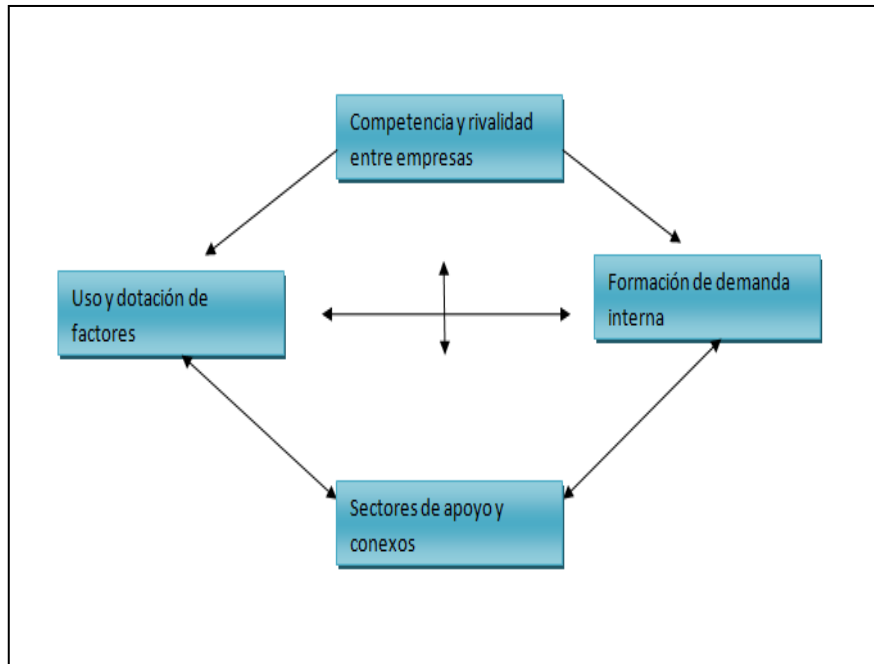 Competencia y rivalidad
entre empresas
Uso y dotación de
factores
Formación de demanda
interna
Sectores de apoyo y
conexos